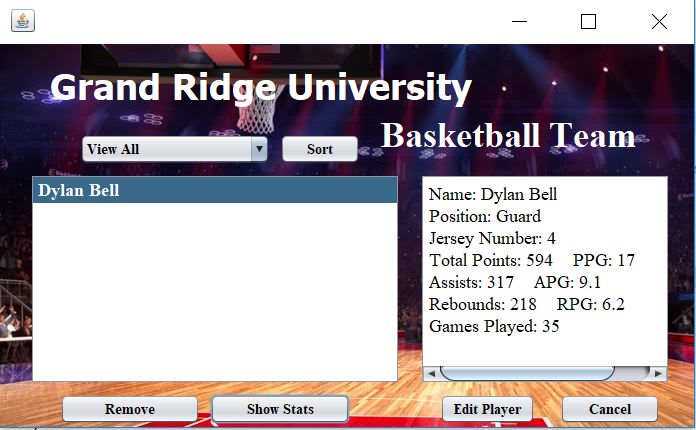 Grand Ridge University
Basketball Team
View All
Sort
Dylan Bell
Name: Dylan Bell
Position: Guard
Jersey Number: 4
Total Points: 594 PPG: 17
Assists: 317 APG: 9.1
Rebounds: 218 RPG: 6.2
Games Played: 35
Remove
Show Stats
Edit Player
Cancel